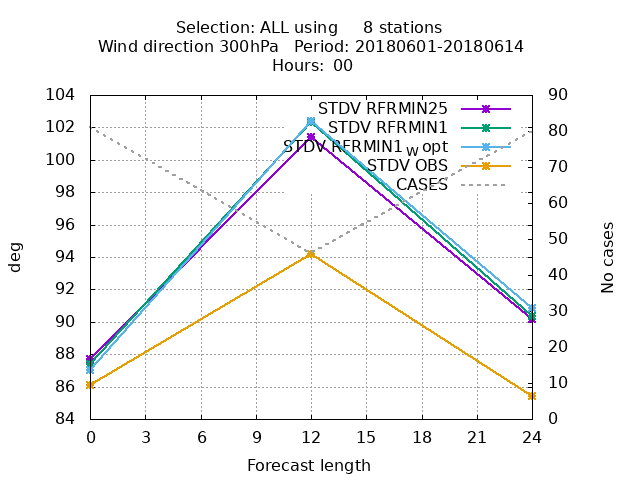 Selection: ALL using 8 stations
Wind direction 300hPa Period: 20180601-20180614
Hours: 00
104
102
100
98
96
94
92
90
88
86
84
90
80
70
60
50
40
30
20
10
0
STDV RFRMIN25
STDV RFRMIN1
STDV RFRMIN1_W opt
STDV OBS
CASES
deg
No cases
0 3 6 9 12 15 18 21 24
Forecast length